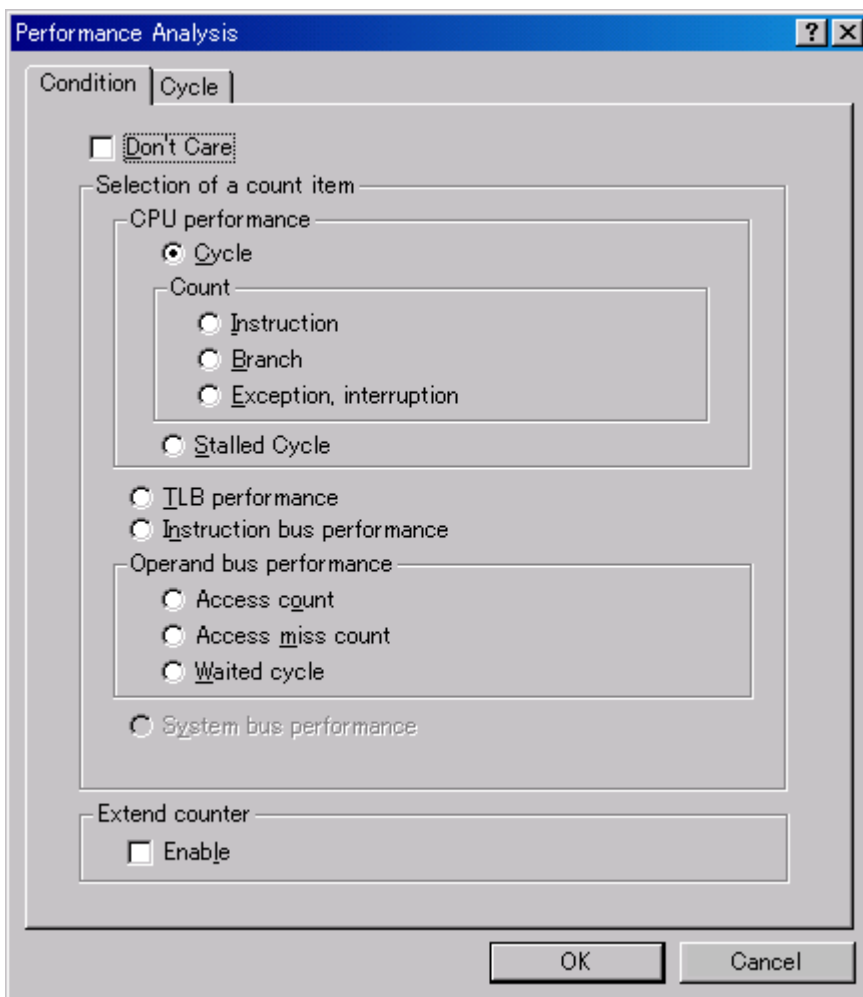 Performance Analysis
Condition
Cycle
Don't Care
Selection of a count item
CPU performance
Cycle
Count
Instruction
Branch
Exception, interruption
Stalled Cycle
TLB performance
Instruction bus performance
Operand bus performance
Access count
Access miss count
Waited cycle
System bus performance
Extend counter
Enable
OK
Cancel